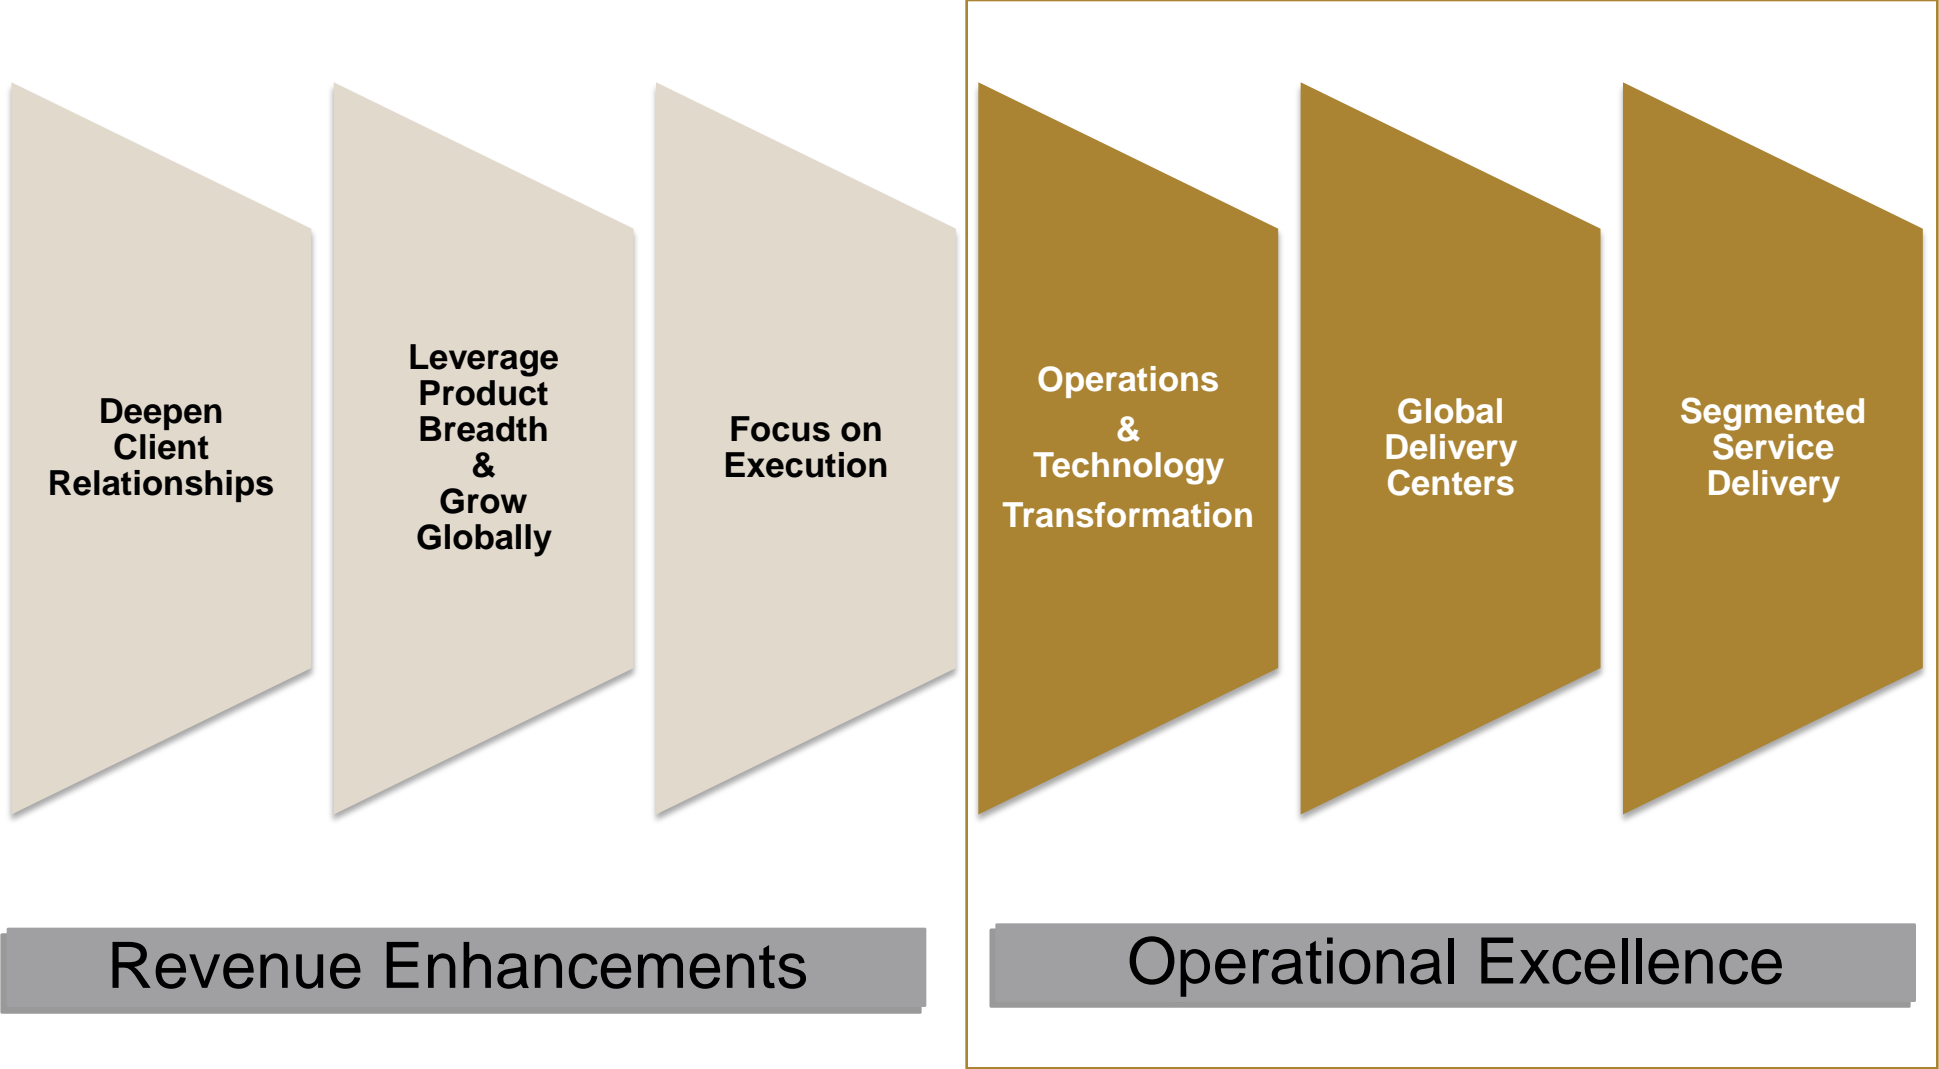 Deepen
Client
Relationships
Leverage
Product
Breadth
&
Grow
Globally
Focus on
Execution
Operations
&
Technology
Transformation
Global
Delivery
Centers
Segmented
Service
Delivery
Revenue Enhancements
Operational Excellence